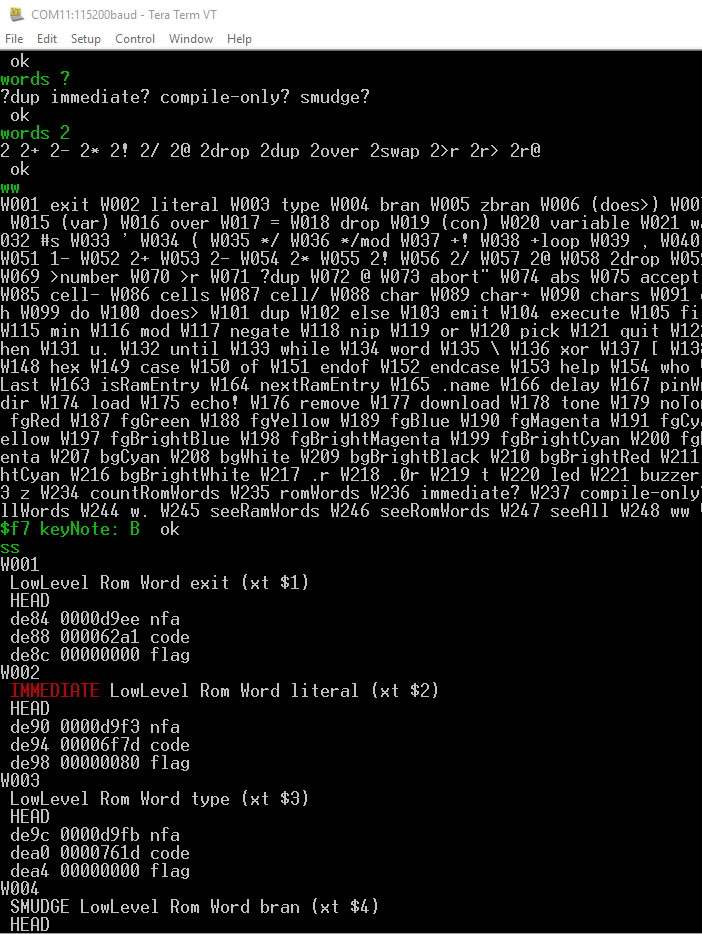 COM11:115200baud - Tera Term VT
File Edit Setup Control Window Help
ok
words ?
?dup immediate? compile-only? smudge?
ok
words 2
2 2+ 2- 2* 2! 2/ 2@ 2drop 2dup 2over 2swap 2>r 2r> 2r@
ok
ww
W001 exit W002 literal W003 type W004 bran W005 zbran W006 (does>) W00
W015 (var) W016 over W017 = W018 drop W019 (con) W020 variable W021 w
032 #s W033 ' W034 ( W035 */ W036 */mod W037 +! W038 +loop W039 , W040
W051 1- W052 2+ W053 2- W054 2* W055 2! W056 2/ W057 2@ W058 2drop W05
W069 >number W070 >r W071 ?dup W072 @ W073 abort" W074 abs W075 accept
W085 cell- W086 cells W087 cell/ W088 char W089 char+ W090 chars W091
h W099 do W100 does> W101 dup W102 else W103 emit W104 execute W105 fi
W115 min W116 mod W117 negate W118 nip W119 or W120 pick W121 quit W12
hen W131 u. W132 until W133 while W134 word W135 \ W136 xor W137 [ W13
W148 hex W149 case W150 of W151 endof W152 endcase W153 help W154 who
Last W163 isRamEntry W164 nextRamEntry W165 .name W166 delay W167 pinW
dir W174 load W175 echo! W176 remove W177 download W178 tone W179 noTo
fgRed W187 fgGreen W188 fgYellow W189 fgBlue W190 fgMagenta W191 fgCy
ellow W197 fgBrightBlue W198 fgBrightMagenta W199 fgBrightCyan W200 fg
enta W207 bgCyan W208 bgWhite W209 bgBrightBlack W210 bgBrightRed W211
htCyan W216 bgBrightWhite W217 .r W218 .0r W219 t W220 led W221 buzzer
3 z W234 countRomWords W235 romWords W236 immediate? W237 compile-only
llWords W244 w. W245 seeRamWords W246 seeRomWords W247 seeAll W248 ww
$f7 keyNote: B ok
ss
W001
LowLevel Rom Word exit (xt $1)
HEAD
de84 0000d9ee nfa
de88 000062a1 code
de8c 00000000 flag
W002
IMMEDIATE LowLevel Rom Word literal (xt $2)
HEAD
de90 0000d9f3 nfa
de94 00006f7d code
de98 00000080 flag
W003
LowLevel Rom Word type (xt $3)
HEAD
de9c 0000d9fb nfa
dea0 0000761d code
dea4 00000000 flag
W004
SMUDGE LowLevel Rom Word bran (xt $4)
HEAD